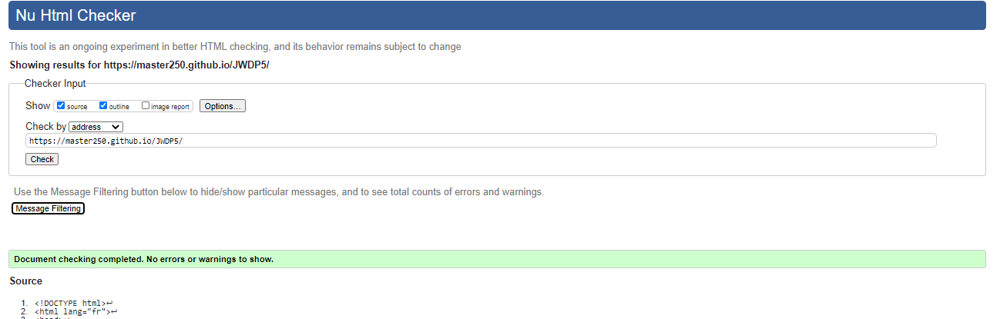 Nu Html Checker
This tool is an ongoing experiment in better HTML checking, and its behavior remains subject to change
Showing results for https://master250.github.io/JWDP5/
Checker Input
Show source outline image report Options...
Check by address
https://master250.github.io/JWDP5/
Check
Use the Message Filtering button below to hide/show particular messages, and to see total counts of errors and warnings.
Message Filtering
Document checking completed. No errors or warnings to show.
Source
1. <!DOCTYPE html>↩
2. <html lang="fr">↩